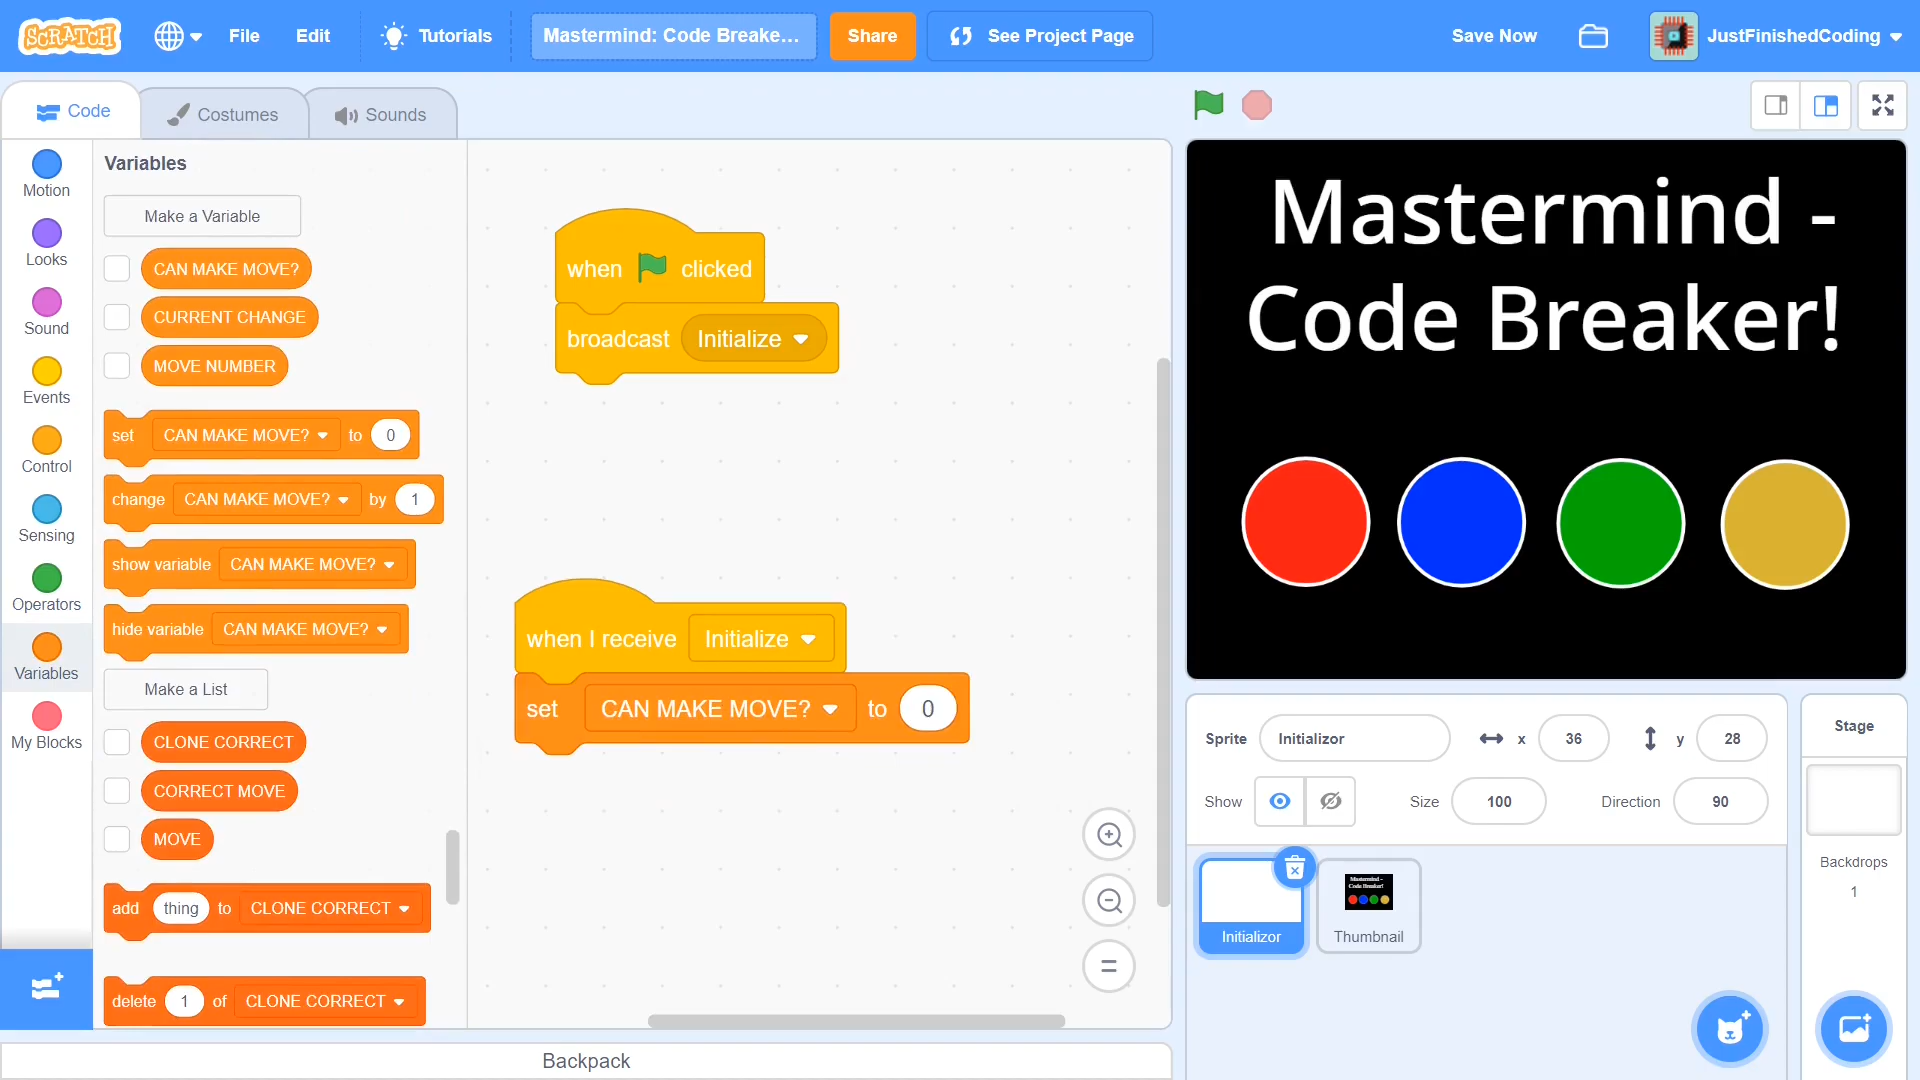 SCRATCH
File
Edit
Tutorials
Mastermind: Code Breake...
Share
See Project Page
Save Now
JustFinishedCoding
Code
Costumes
Sounds
Motion
Looks
Sound
Events
Control
Sensing
Operators
Variables
My Blocks
Variables
Make a Variable
CAN MAKE MOVE?
CURRENT CHANGE
MOVE NUMBER
set CAN MAKE MOVE? to 0
change CAN MAKE MOVE? by 1
show variable CAN MAKE MOVE?
hide variable CAN MAKE MOVE?
Make a List
CLONE CORRECT
CORRECT MOVE
MOVE
add thing to CLONE CORRECT
delete 1 of CLONE CORRECT
when clicked
broadcast Initialize
when I receive Initialize
set CAN MAKE MOVE? to 0
Backpack
Mastermind -
Code Breaker!
Sprite Initializor x 36 y 28
Show Size 100 Direction 90
Initializor
Mastermind -
Code Breaker!
Thumbnail
Stage
Backdrops
1